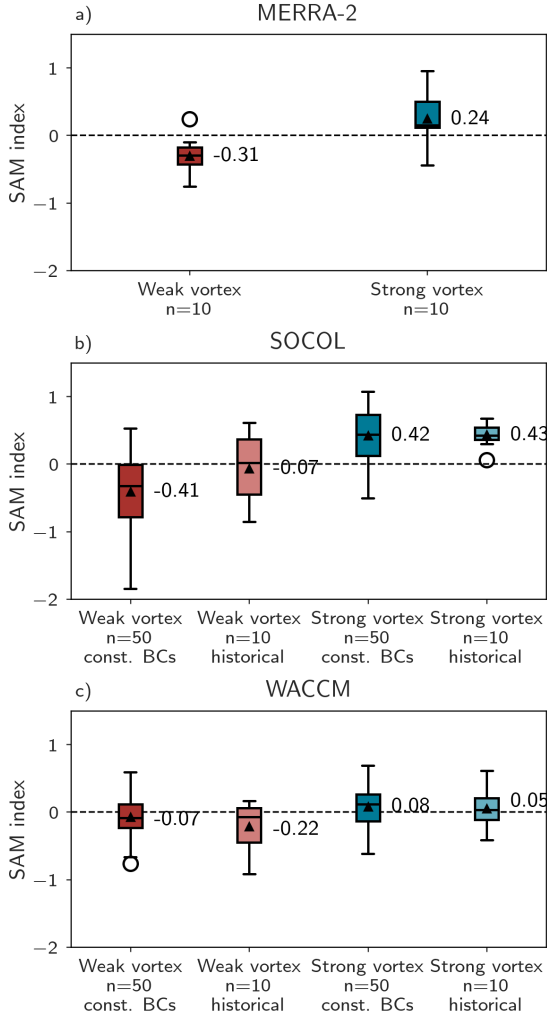 a)
MERRA-2
SAM index
1
0
−1
−2
-0.31
0.24
Weak vortex
n=10
Strong vortex
n=10
b)
SOCOL
SAM index
1
0
−1
−2
-0.41
-0.07
0.42
0.43
Weak vortex
n=50
const. BCs
Weak vortex
n=10
historical
Strong vortex
n=50
const. BCs
Strong vortex
n=10
historical
c)
WACCM
SAM index
1
0
−1
−2
-0.07
-0.22
0.08
0.05
Weak vortex
n=50
const. BCs
Weak vortex
n=10
historical
Strong vortex
n=50
const. BCs
Strong vortex
n=10
historical